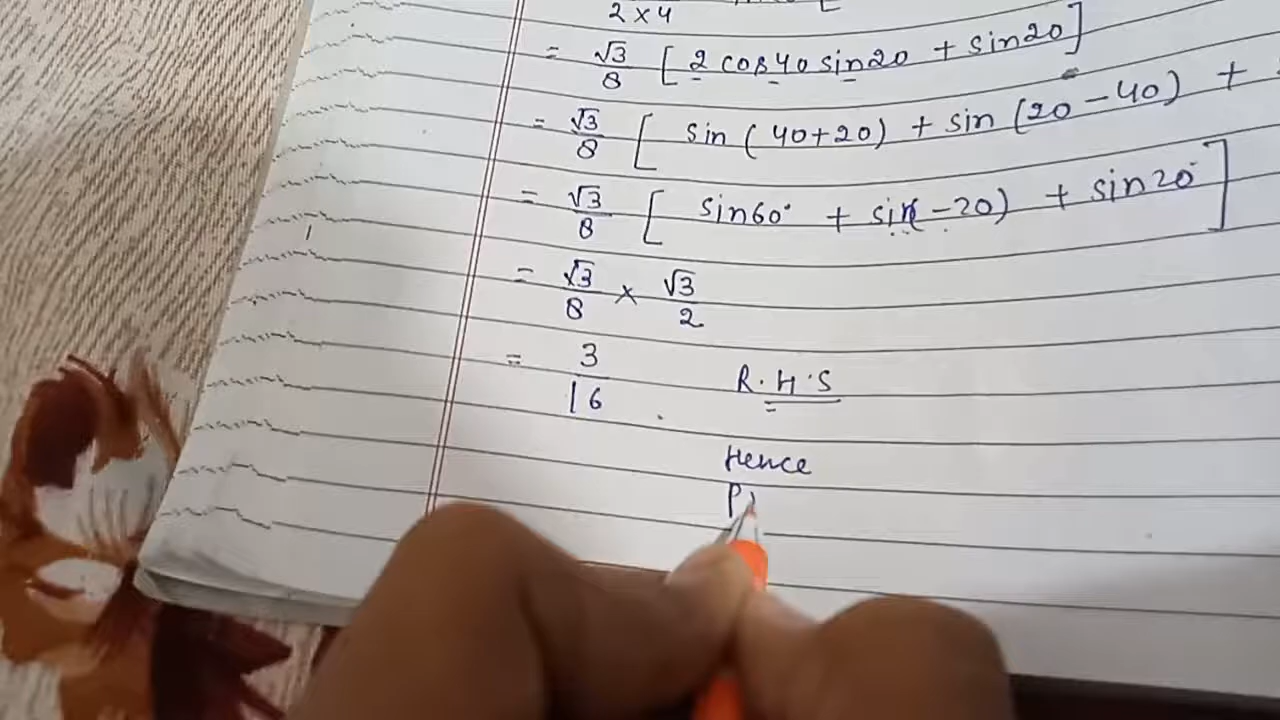 2 × 4
= √3/8 [2 cos40 sin20 + sin20]
= √3/8 [ sin (40+20) + sin (20-40) +
= √3/8 [ sin60° + sin(-20) + sin20° ]
= √3/8 × √3/2
= 3/16 R.H.S
Hence